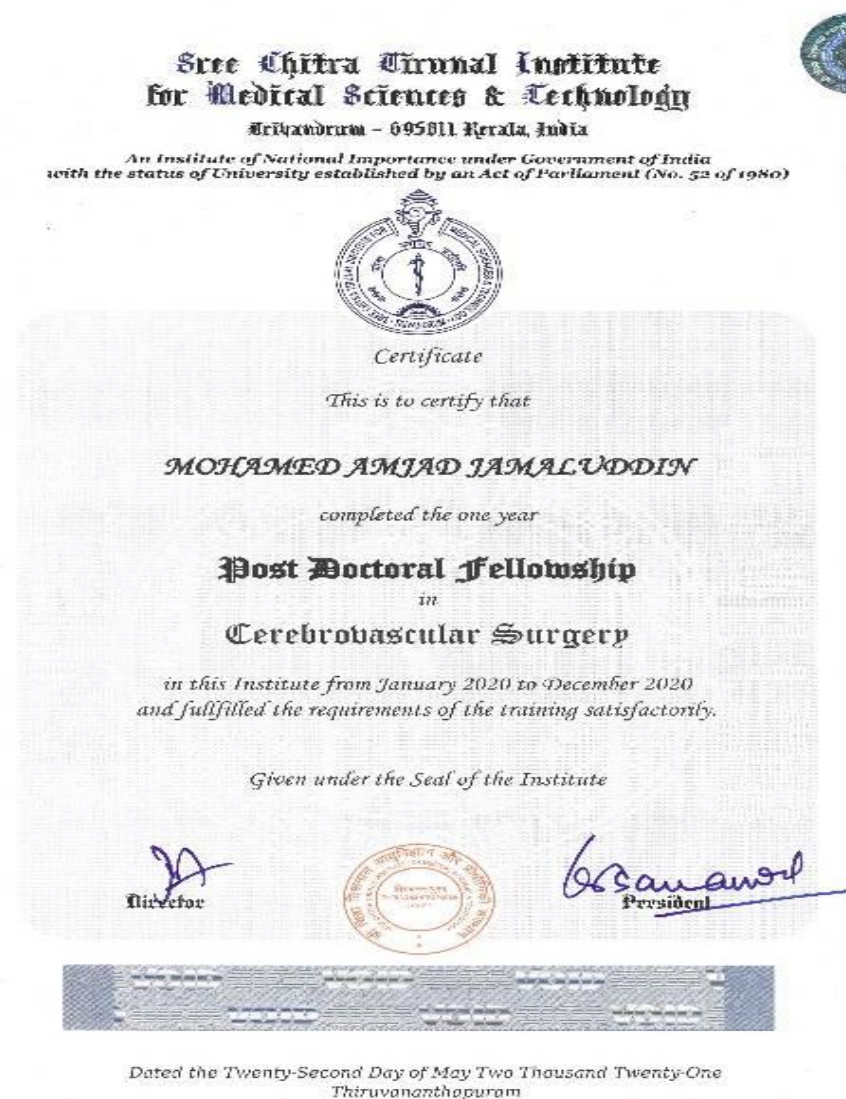 Sree Chitra Tirunal Institute
for Medical Sciences & Technology
Trivandrum – 695011 Kerala, India
An Institute of National Importance under Government of India
with the status of University established by an Act of Parliament (No. 52 of 1980)
Certificate
This is to certify that
MOHAMED AMJAD JAMALUDDIN
completed the one year
Post Doctoral Fellowship
in
Cerebrovascular Surgery
in this Institute from January 2020 to December 2020
and fullfilled the requirements of the training satisfactorily.
Given under the Seal of the Institute
Director
President
Dated the Twenty-Second Day of May Two Thousand Twenty-One
Thiruvananthapuram